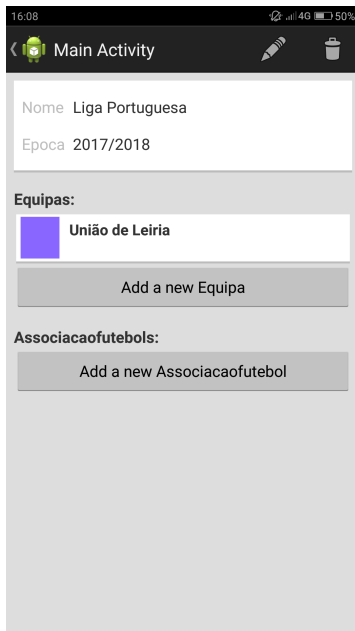 16:08 4G 50%
Main Activity
Nome Liga Portuguesa
Epoca 2017/2018
Equipas:
União de Leiria
Add a new Equipa
Associacaofutebols:
Add a new Associacaofutebol